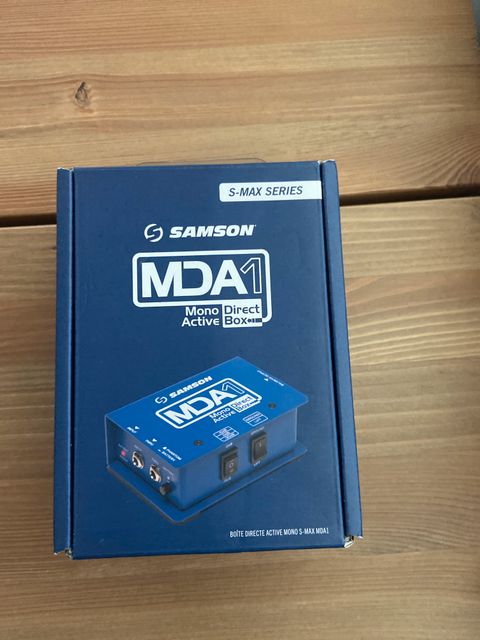 S-MAX SERIES
SAMSON
MDA1
Mono Direct
Active Box
SAMSON
MDA1
Mono Direct
Active Box
BOÎTE DIRECTE ACTIVE MONO S-MAX MDA1